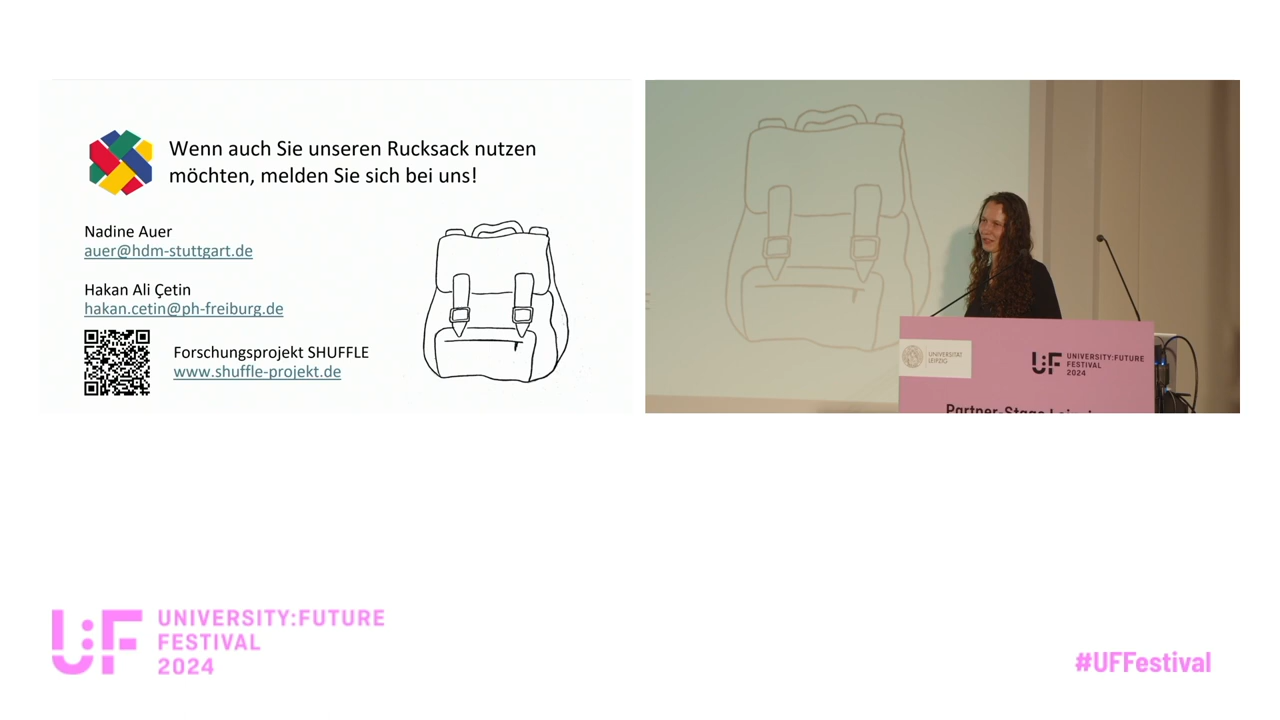 Wenn auch Sie unseren Rucksack nutzen
möchten, melden Sie sich bei uns!
Nadine Auer
auer@hdm-stuttgart.de
Hakan Ali Çetin
hakan.cetin@ph-freiburg.de
Forschungsprojekt SHUFFLE
www.shuffle-projekt.de
UNIVERSITÄT
LEIPZIG
U:F UNIVERSITY:FUTURE
FESTIVAL
2024
Partner-Stage
U:F UNIVERSITY:FUTURE
FESTIVAL
2024
#UFFestival